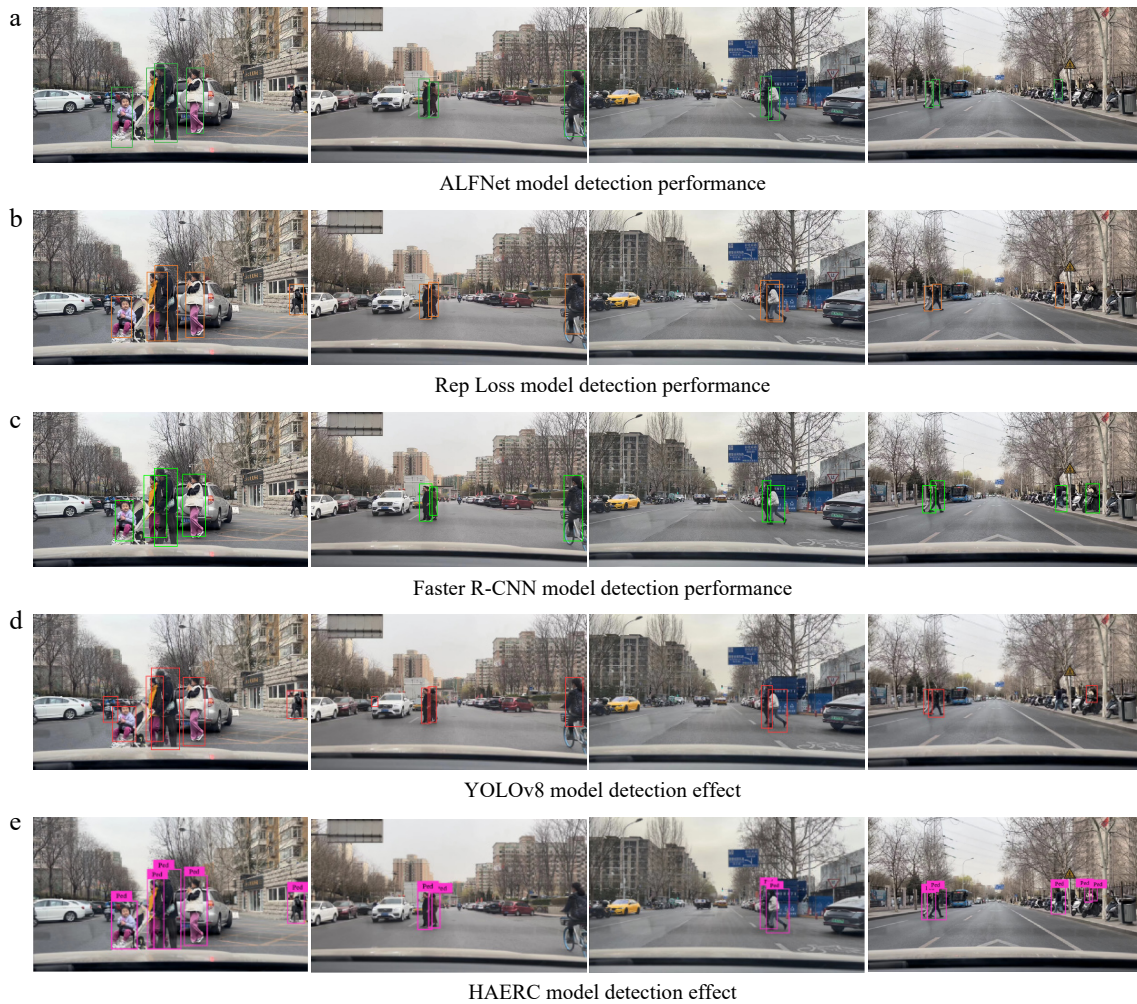 a
ALFNet model detection performance
b
Rep Loss model detection performance
c
Faster R-CNN model detection performance
d
YOLOv8 model detection effect
e
Ped
Ped
Ped
Ped
Ped
Ped
Ped
Ped
Ped
Ped
Ped
HAERC model detection effect